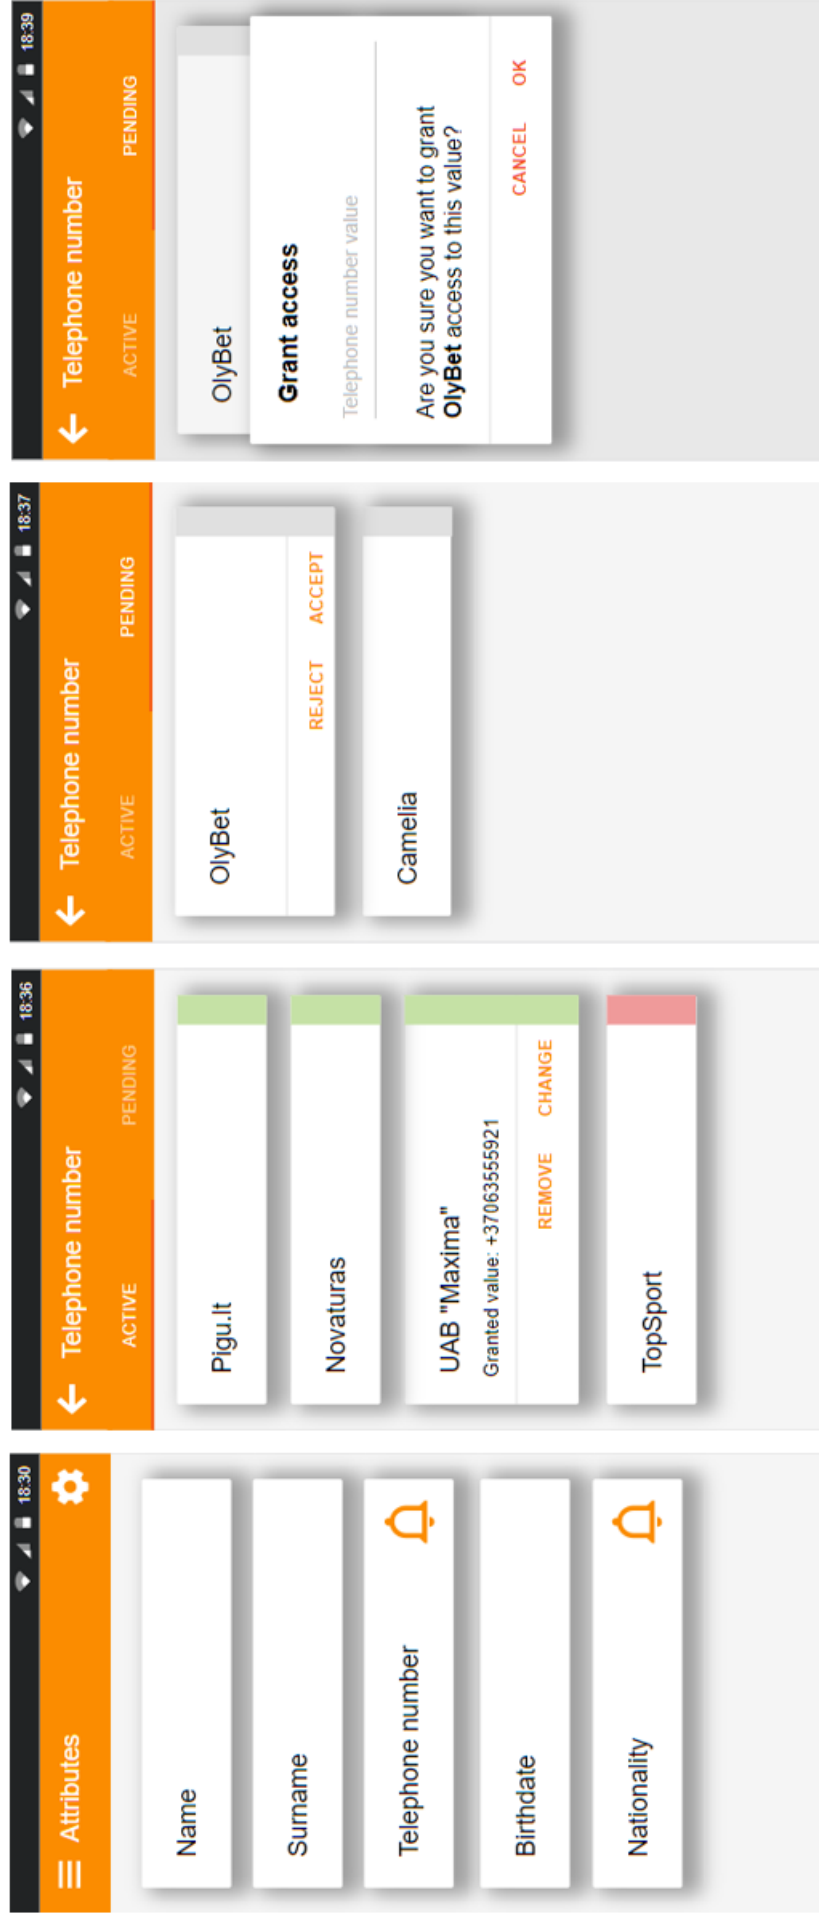 18:30
Attributes
Name
Surname
Telephone number
Birthdate
Nationality
18:36
Telephone number
ACTIVE PENDING
Pigu.lt
Novaturas
UAB "Maxima"
Granted value: +37063555921
REMOVE CHANGE
TopSport
18:37
Telephone number
ACTIVE PENDING
OlyBet
REJECT ACCEPT
Camelia
18:39
Telephone number
ACTIVE PENDING
OlyBet
Grant access
Telephone number value
Are you sure you want to grant
OlyBet access to this value?
CANCEL OK